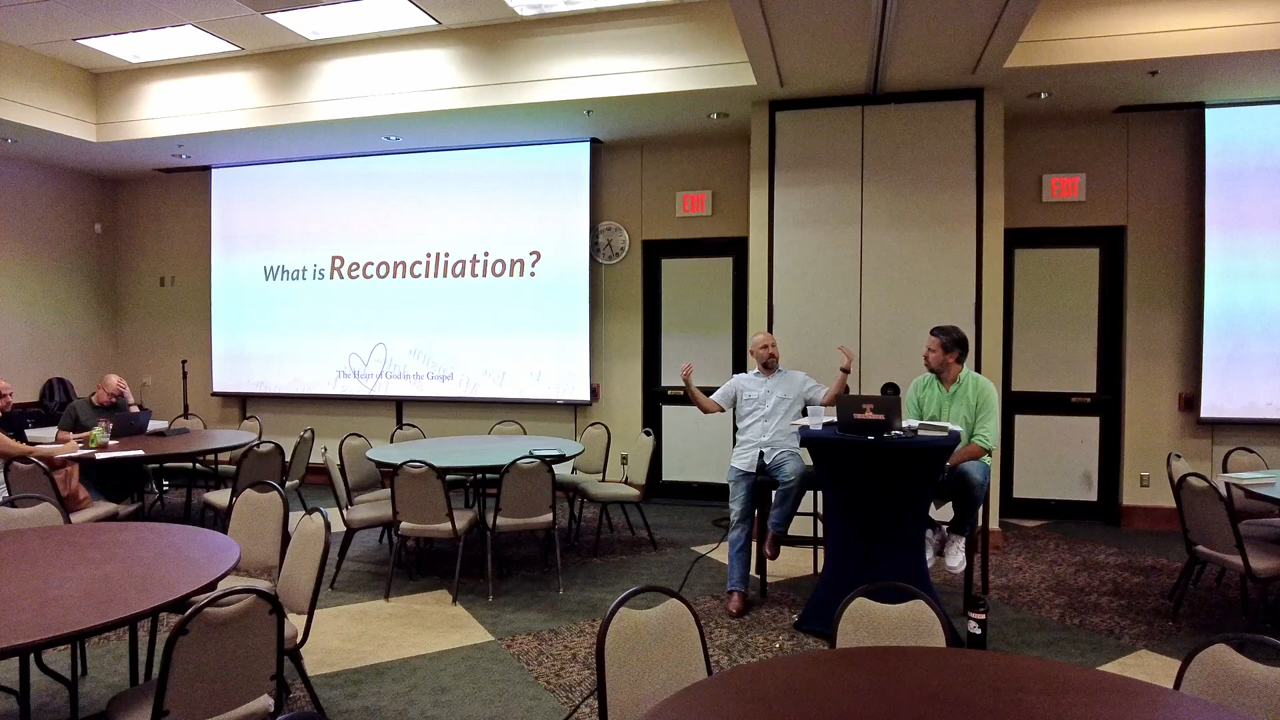 What is Reconciliation?
The Heart of God in the Gospel
EXIT
EXIT